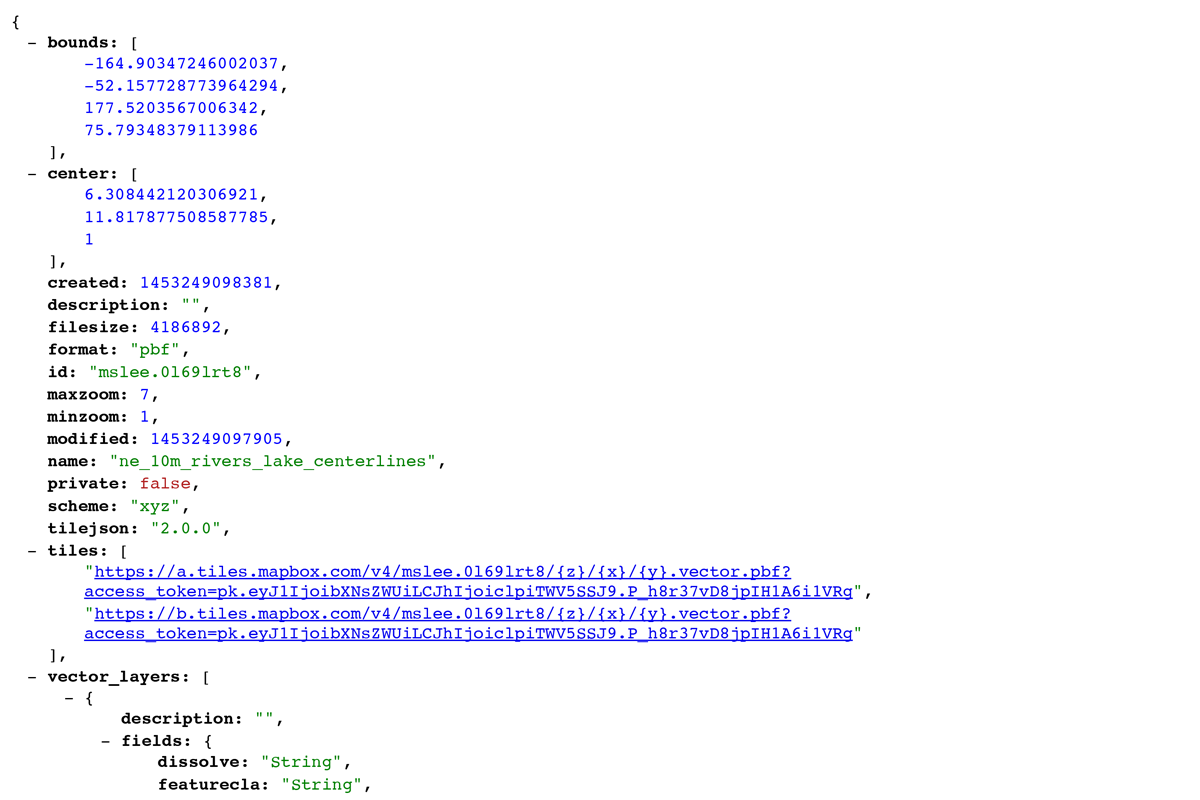 {
- bounds: [
-164.90347246002037,
-52.157728773964294,
177.5203567006342,
75.79348379113986
],
- center: [
6.308442120306921,
11.817877508587785,
1
],
created: 1453249098381,
description: "",
filesize: 4186892,
format: "pbf",
id: "mslee.0l69lrt8",
maxzoom: 7,
minzoom: 1,
modified: 1453249097905,
name: "ne_10m_rivers_lake_centerlines",
private: false,
scheme: "xyz",
tilejson: "2.0.0",
- tiles: [
"https://a.tiles.mapbox.com/v4/mslee.0l69lrt8/{z}/{x}/{y}.vector.pbf?
access_token=pk.eyJ1IjoibXNsZWUiLCJhIjoiclpiTWV5SSJ9.P_h8r37vD8jpIH1A6i1VRg",
"https://b.tiles.mapbox.com/v4/mslee.0l69lrt8/{z}/{x}/{y}.vector.pbf?
access_token=pk.eyJ1IjoibXNsZWUiLCJhIjoiclpiTWV5SSJ9.P_h8r37vD8jpIH1A6i1VRg"
],
- vector_layers: [
- {
description: "",
- fields: {
dissolve: "String",
featurecla: "String",